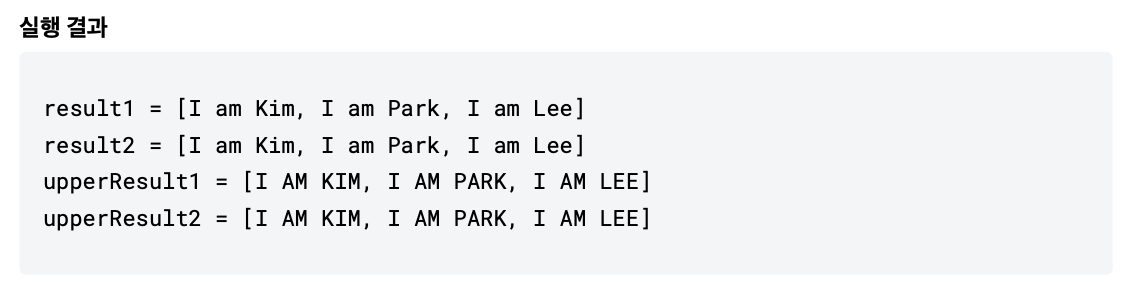 실행 결과
result1 = [I am Kim, I am Park, I am Lee]
result2 = [I am Kim, I am Park, I am Lee]
upperResult1 = [I AM KIM, I AM PARK, I AM LEE]
upperResult2 = [I AM KIM, I AM PARK, I AM LEE]